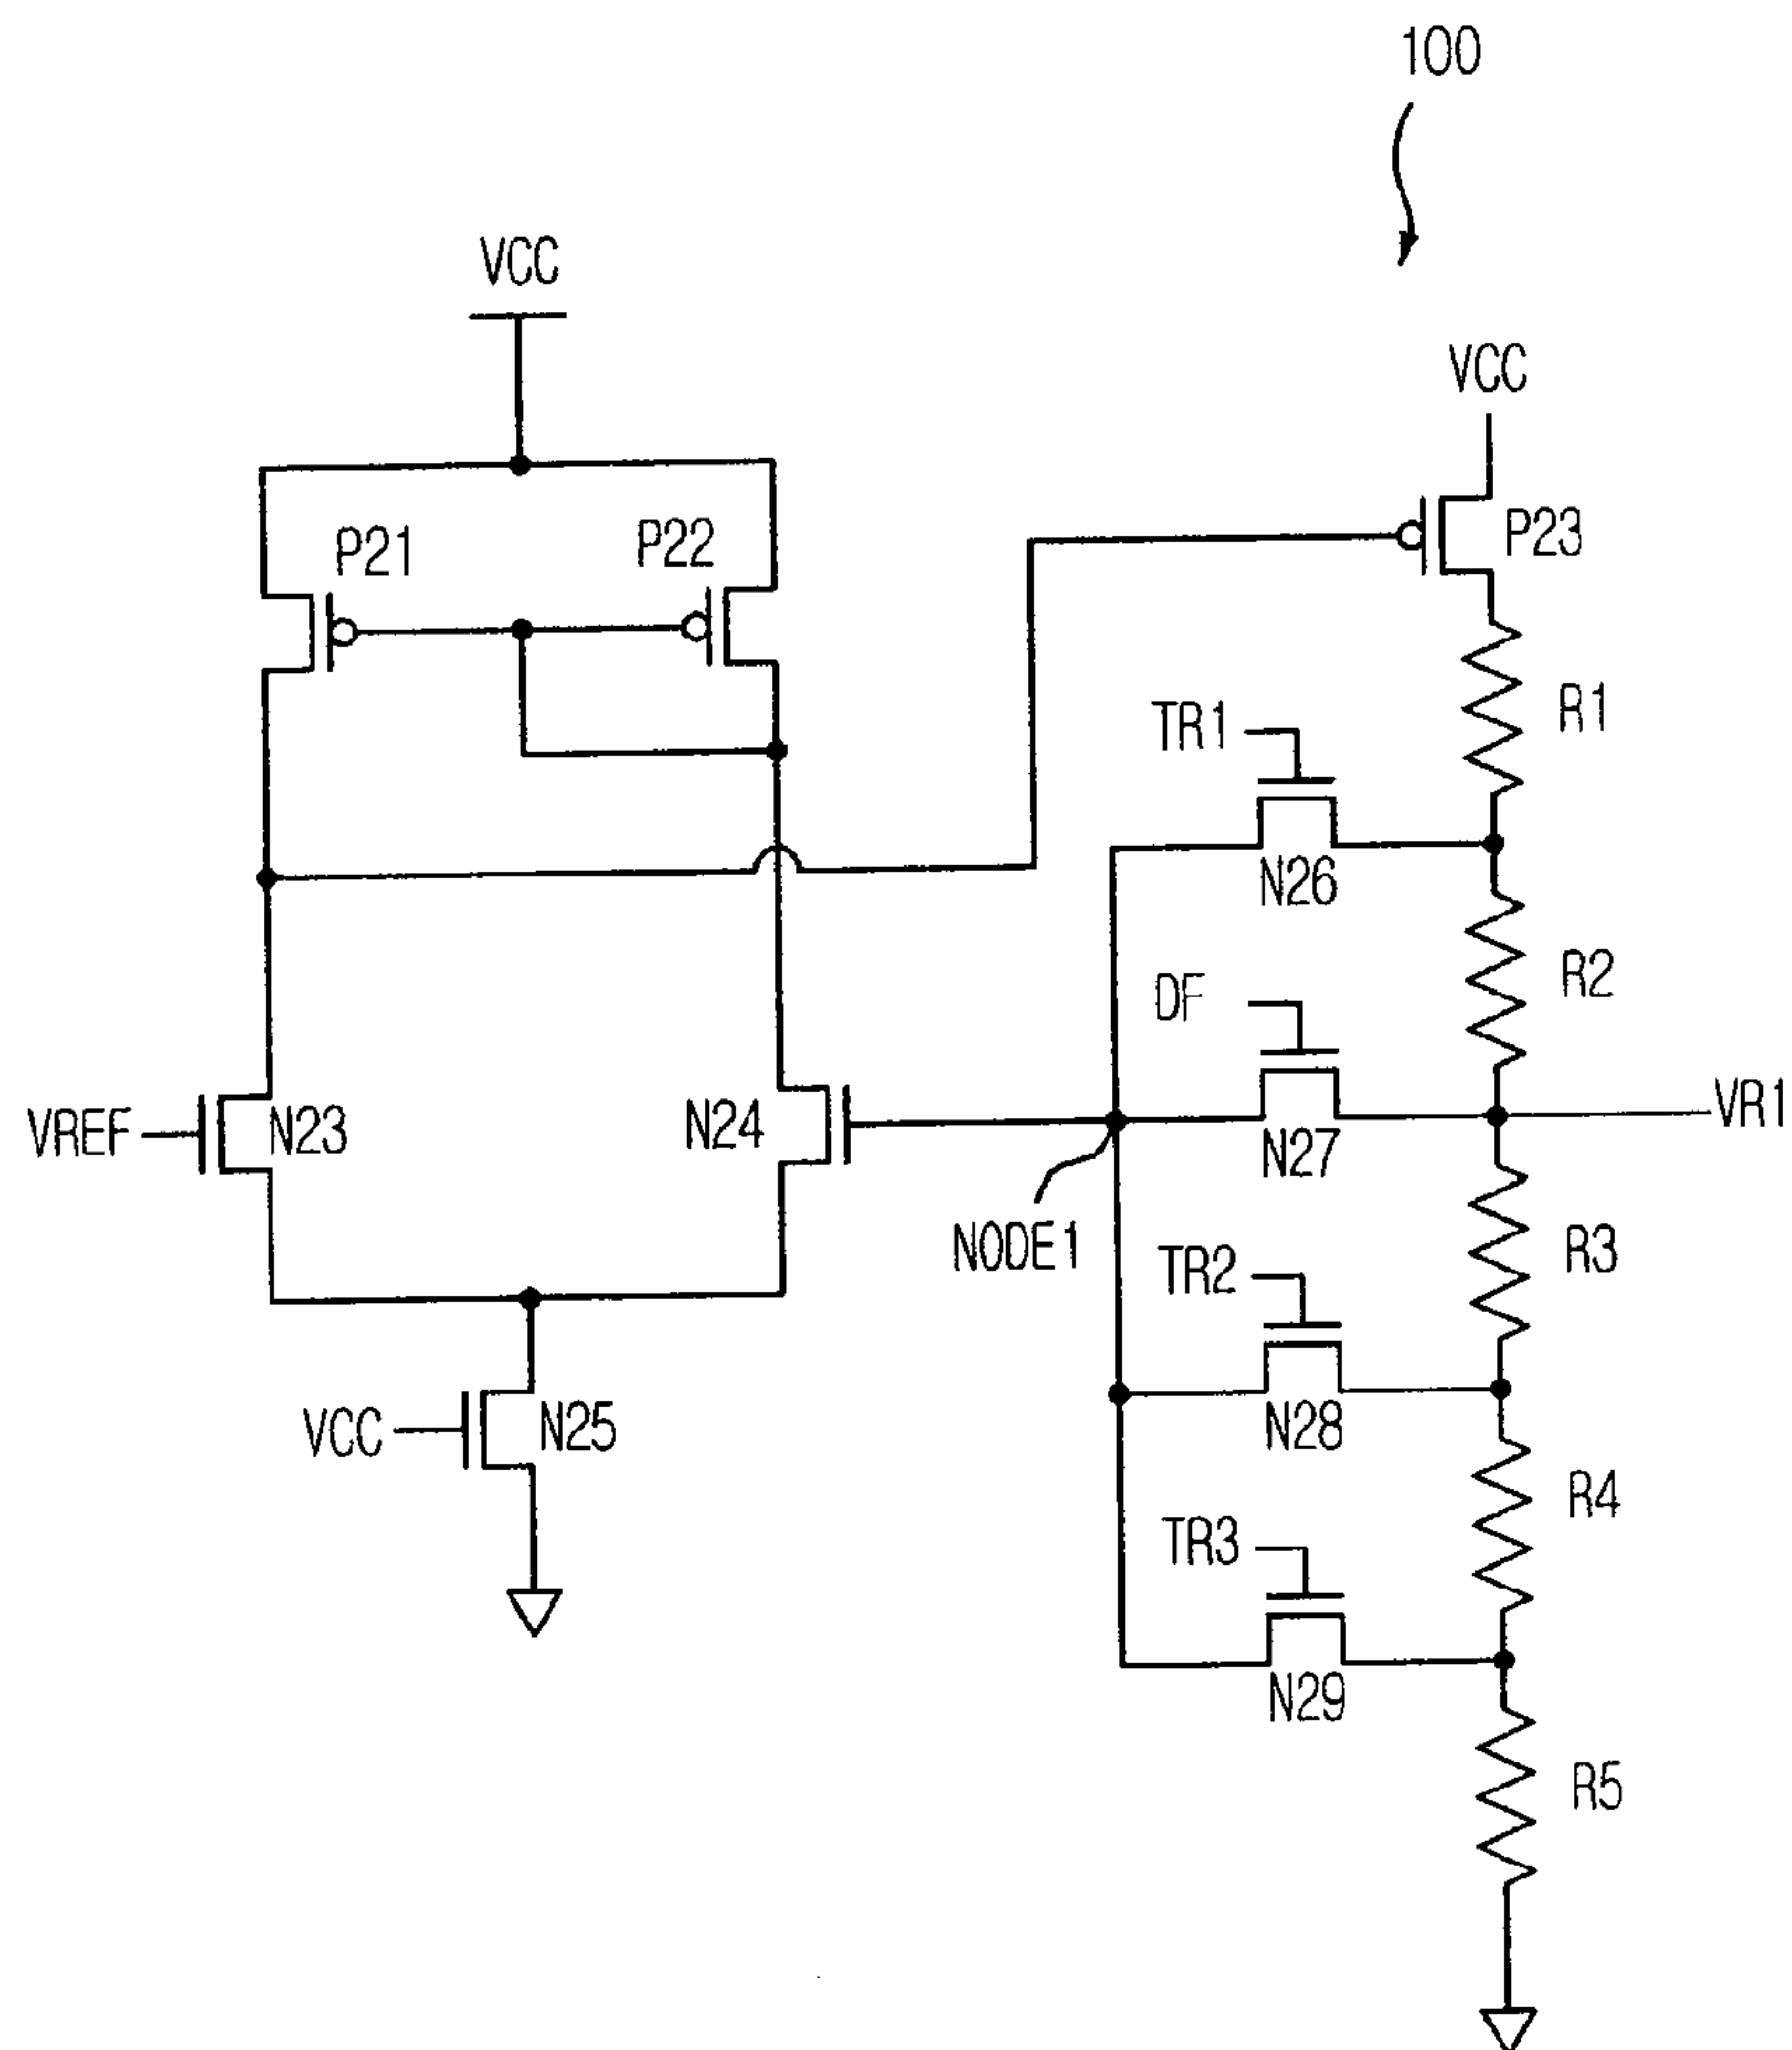 100
VCC
VCC
P21
P22
P23
R1
TR1
N26
R2
DF
VREF
N23
N24
N27
VR1
NODE1
R3
TR2
VCC
N25
N28
R4
TR3
N29
R5